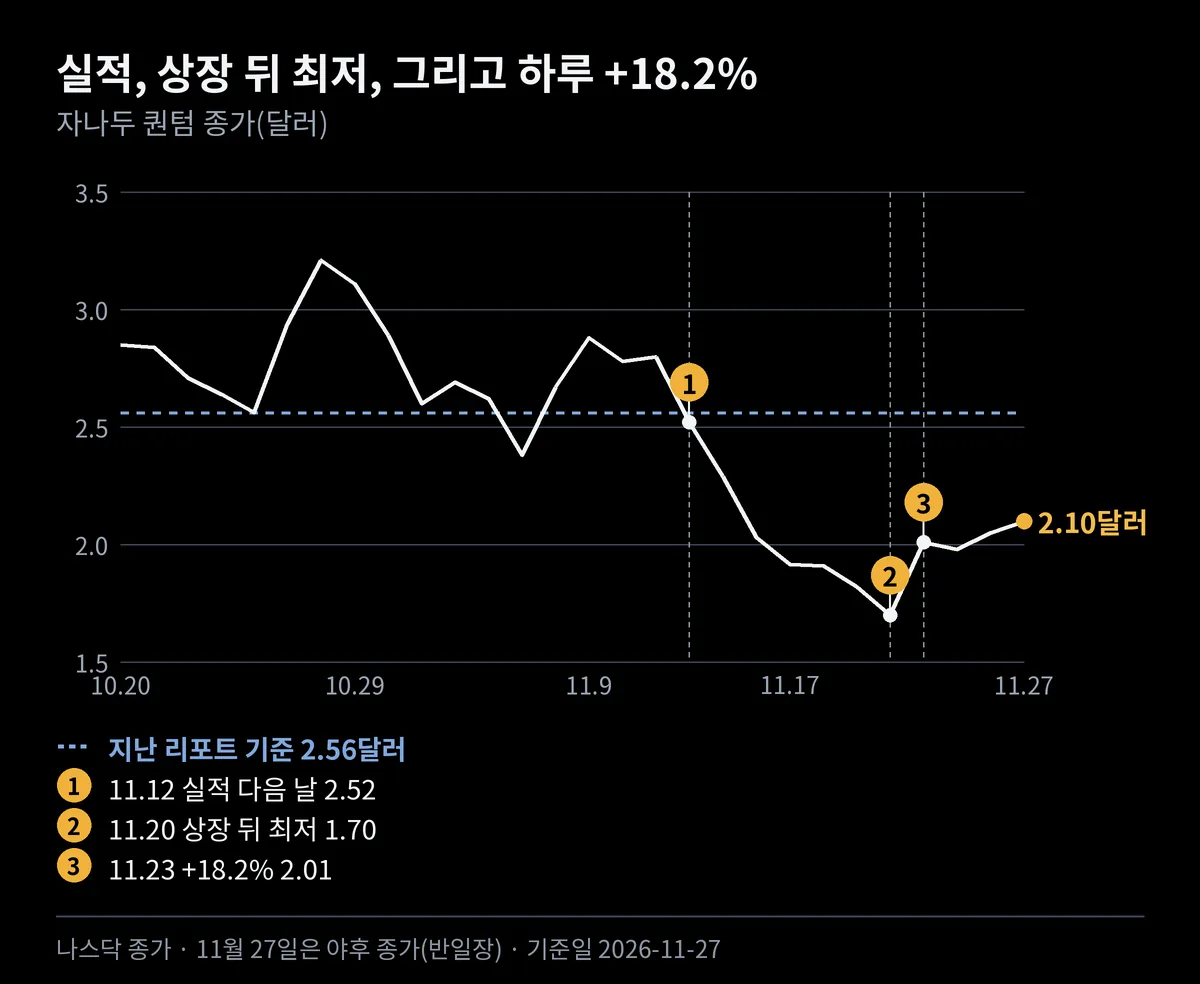 실적, 상장 뒤 최저, 그리고 하루 +18.2%
자나두 퀀텀 종가(달러)
3.5
3.0
2.5
2.0
1.5
1
2
3
2.10달러
10.20
10.29
11.9
11.17
11.27
지난 리포트 기준 2.56달러
1 11.12 실적 다음 날 2.52
2 11.20 상장 뒤 최저 1.70
3 11.23 +18.2% 2.01
나스닥 종가 · 11월 27일은 야후 종가(반일장) · 기준일 2026-11-27